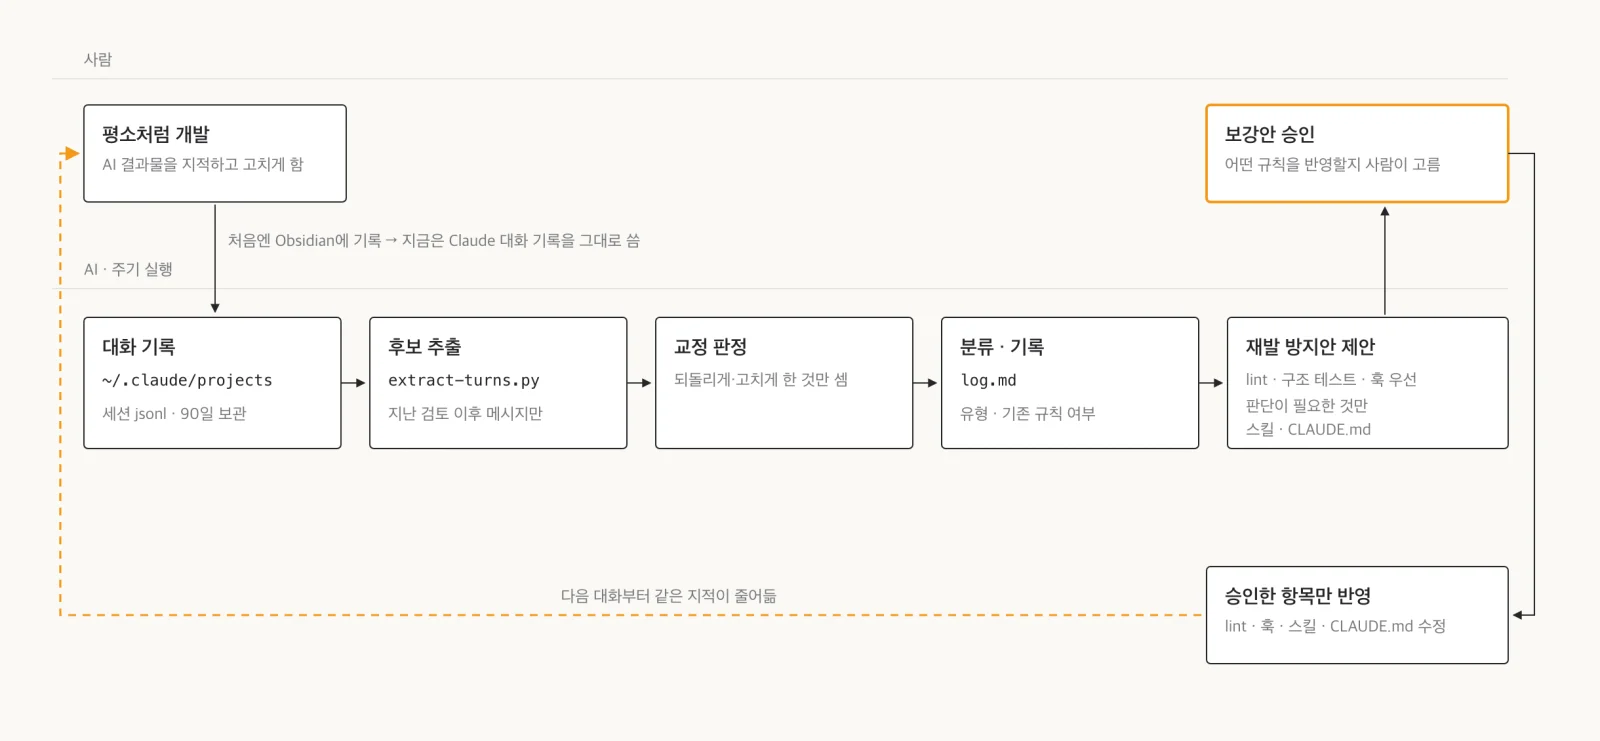 사람
평소처럼 개발
AI 결과물을 지적하고 고치게 함
보강안 승인
어떤 규칙을 반영할지 사람이 고름
처음엔 Obsidian에 기록 → 지금은 Claude 대화 기록을 그대로 씀
AI · 주기 실행
대화 기록
~/.claude/projects
세션 jsonl · 90일 보관
후보 추출
extract-turns.py
지난 검토 이후 메시지만
교정 판정
되돌리게·고치게 한 것만 셈
분류 · 기록
log.md
유형 · 기존 규칙 여부
재발 방지안 제안
lint · 구조 테스트 · 훅 우선
판단이 필요한 것만
스킬 · CLAUDE.md
다음 대화부터 같은 지적이 줄어듦
승인한 항목만 반영
lint · 훅 · 스킬 · CLAUDE.md 수정